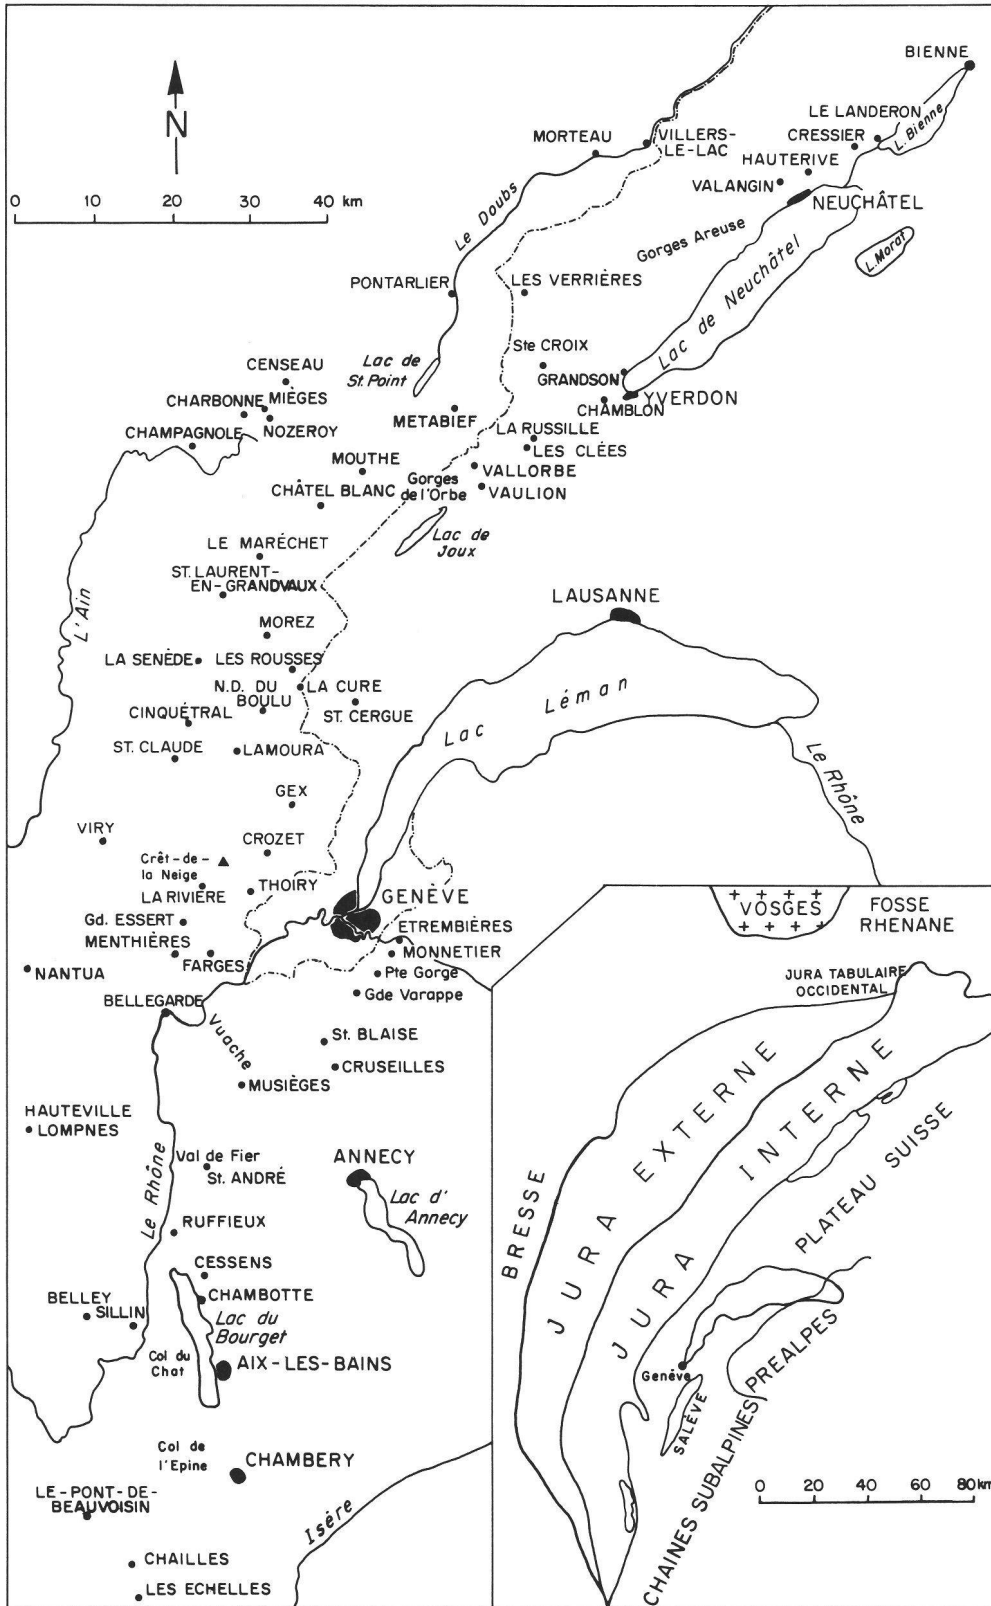 BIENNE
LE LANDERON
L. Bienne
CRESSIER
MORTEAU
VILLERS-
LE-LAC
HAUTERIVE
VALANGIN
NEUCHÂTEL
N
0 10 20 30 40 km
Le Doubs
Gorges Areuse
L. Morat
Lac de Neuchâtel
PONTARLIER
LES VERRIÈRES
Lac de
St. Point
Ste CROIX
GRANDSON
YVERDON
CHAMBLON
CENSEAU
CHARBONNE
MIÈGES
NOZEROY
CHAMPAGNOLE
METABIEF
LA RUSSILLE
LES CLÉES
MOUTHE
VALLORBE
Gorges
de l'Orbe
VAULION
CHÂTEL BLANC
Lac de
Joux
LE MARÉCHET
ST. LAURENT-
EN-GRANDVAUX
L'Ain
LAUSANNE
MOREZ
LA SENÈDE
LES ROUSSES
N.D. DU
BOULU
LA CURE
ST. CERGUE
Lac Léman
CINQUÉTRAL
ST. CLAUDE
LAMOURA
Le Rhône
GEX
VIRY
CROZET
Crêt-de-
la Neige
LA RIVIÈRE
THOIRY
GENÈVE
Gd. ESSERT
ETREMBIÈRES
MENTHIÈRES
MONNETIER
FARGES
NANTUA
Pte Gorge
Gde Varappe
BELLEGARDE
Vuache
St. BLAISE
CRUSEILLES
MUSIÈGES
HAUTEVILLE
LOMPNES
Le Rhône
Val de Fier
St. ANDRÉ
ANNECY
Lac d'
Annecy
RUFFIEUX
CESSENS
CHAMBOTTE
BELLEY
SILLIN
Lac du
Bourget
Col du
Chat
AIX-LES-BAINS
Col de
l'Epine
CHAMBERY
LE-PONT-DE-
BEAUVOISIN
Isère
CHAILLES
LES ECHELLES
VOSGES
FOSSE
RHENANE
JURA TABULAIRE
OCCIDENTAL
BRESSE
JURA EXTERNE
JURA INTERNE
PLATEAU SUISSE
Genève
SALÈVE
PREALPES
CHAINES SUBALPINES
0 20 40 60 80 km